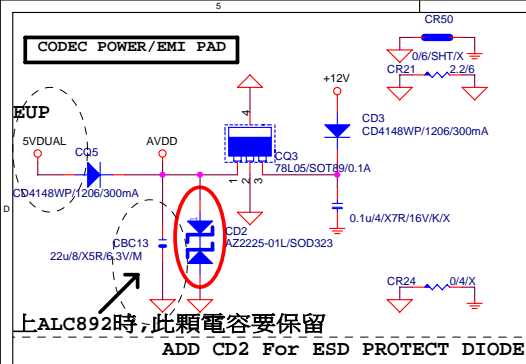 5
CODEC POWER/EMI PAD
CR50
0/6/SHT/X
CR21
2.2/6
+12V
EUP
4
CD3
CD4148WP/1206/300mA
5VDUAL
CQ5
AVDD
CQ3
78L05/SOT89/0.1A
1
2
3
CD4148WP/1206/300mA
D
0.1u/4/X7R/16V/K/X
CD2
AZ2225-01L/SOD323
CBC13
22u/8/X5R/6.3V/M
CR24
0/4/X
上ALC892時,此顆電容要保留
ADD CD2 For ESD PROTECT DIODE